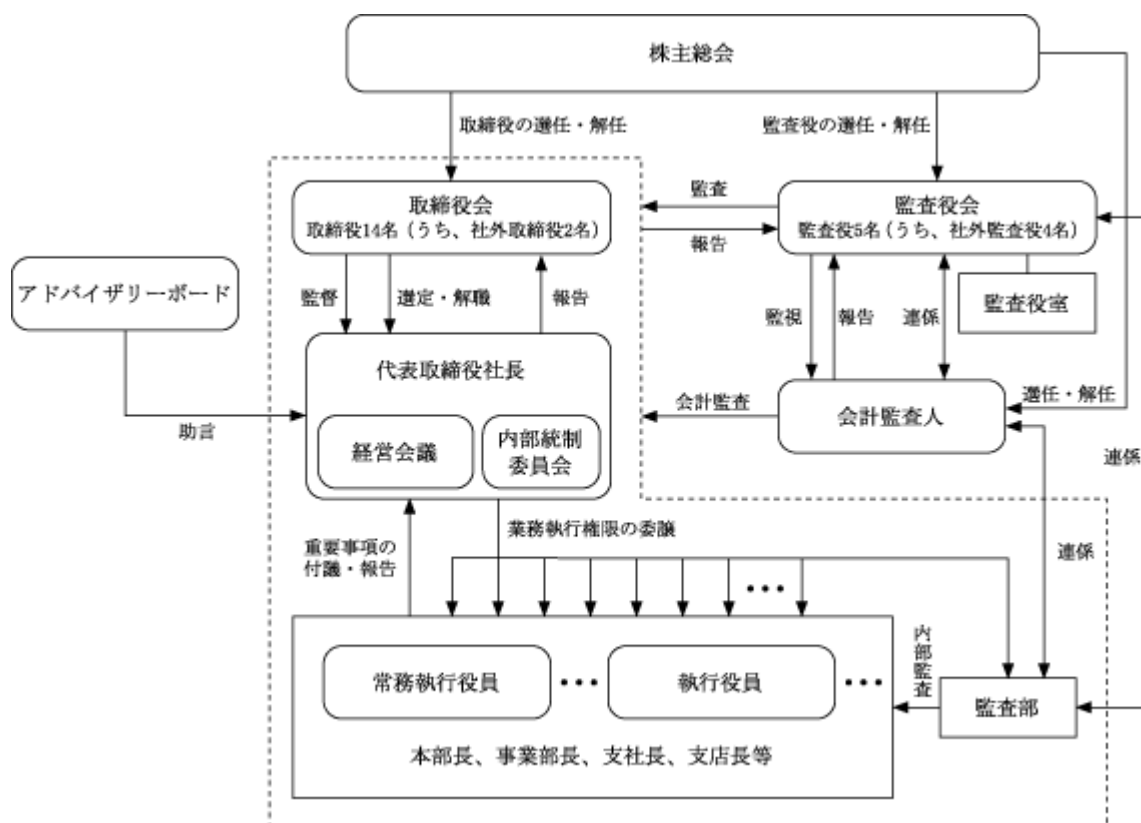 株主総会
取締役の選任・解任
監査役の選任・解任
取締役会
取締役14名（うち、社外取締役2名）
監査
報告
監査役会
監査役5名（うち、社外監査役4名）
アドバイザリーボード
監督
選定・解職
報告
監視
報告
連係
監査役室
代表取締役社長
経営会議
内部統制
委員会
助言
会計監査
会計監査人
選任・解任
連係
業務執行権限の委譲
重要事項の
付議・報告
連係
常務執行役員
執行役員
本部長、事業部長、支社長、支店長等
内部監査
監査部